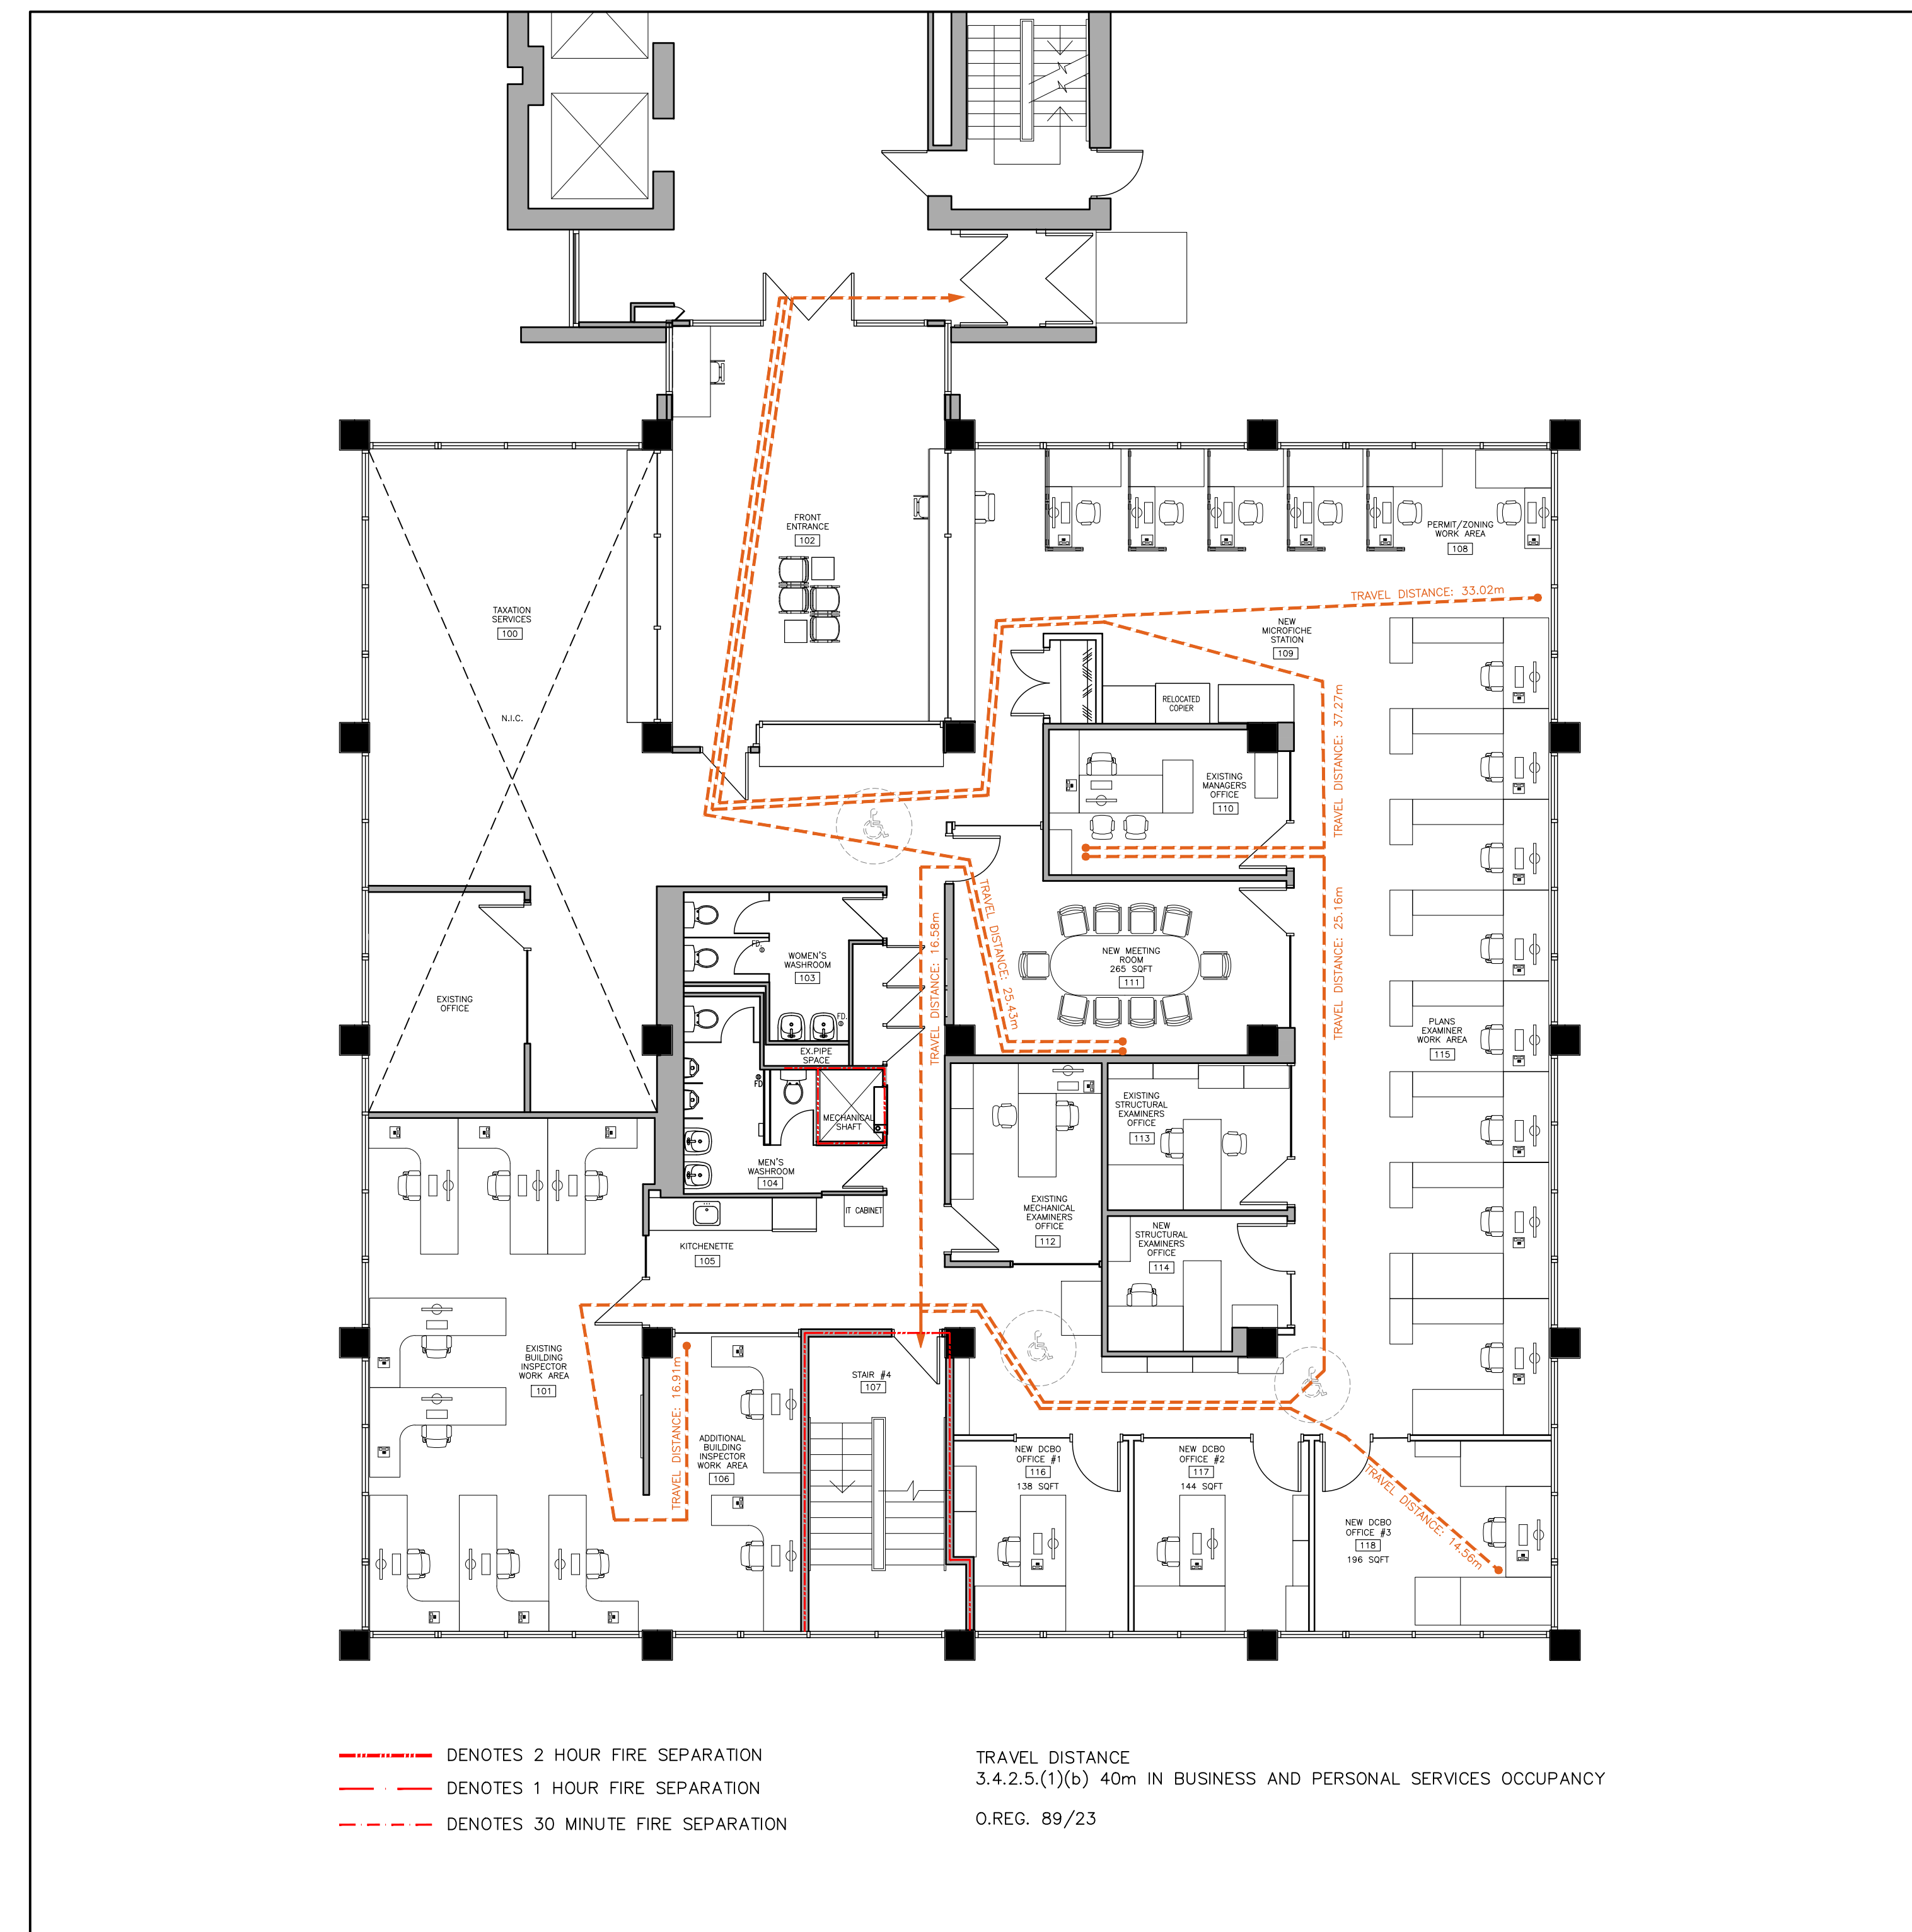 FRONT
ENTRANCE
102
PERMIT/ZONING
WORK AREA
108
TRAVEL DISTANCE: 33.02m
TAXATION
SERVICES
100
NEW
MICROFICHE
STATION
109
N.I.C.
RELOCATED
COPIER
TRAVEL DISTANCE: 37.27m
EXISTING
MANAGERS
OFFICE
110
TRAVEL DISTANCE: 25.16m
TRAVEL DISTANCE: 25.43m
TRAVEL DISTANCE: 16.58m
FD.
WOMEN'S
WASHROOM
103
NEW MEETING
ROOM
265 SQFT
111
EXISTING
OFFICE
FD.
EX.PIPE
SPACE
PLANS
EXAMINER
WORK AREA
115
FD
MECHANICAL
SHAFT
EXISTING
STRUCTURAL
EXAMINERS
OFFICE
113
MEN'S
WASHROOM
104
IT CABINET
EXISTING
MECHANICAL
EXAMINERS
OFFICE
112
NEW
STRUCTURAL
EXAMINERS
OFFICE
114
KITCHENETTE
105
EXISTING
BUILDING
INSPECTOR
WORK AREA
101
TRAVEL DISTANCE: 16.91m
STAIR #4
107
ADDITIONAL
BUILDING
INSPECTOR
WORK AREA
106
NEW DCBO
OFFICE #1
116
138 SQFT
NEW DCBO
OFFICE #2
117
144 SQFT
TRAVEL DISTANCE: 14.56m
NEW DCBO
OFFICE #3
118
196 SQFT
DENOTES 2 HOUR FIRE SEPARATION
DENOTES 1 HOUR FIRE SEPARATION
DENOTES 30 MINUTE FIRE SEPARATION
TRAVEL DISTANCE
3.4.2.5.(1)(b) 40m IN BUSINESS AND PERSONAL SERVICES OCCUPANCY
O.REG. 89/23